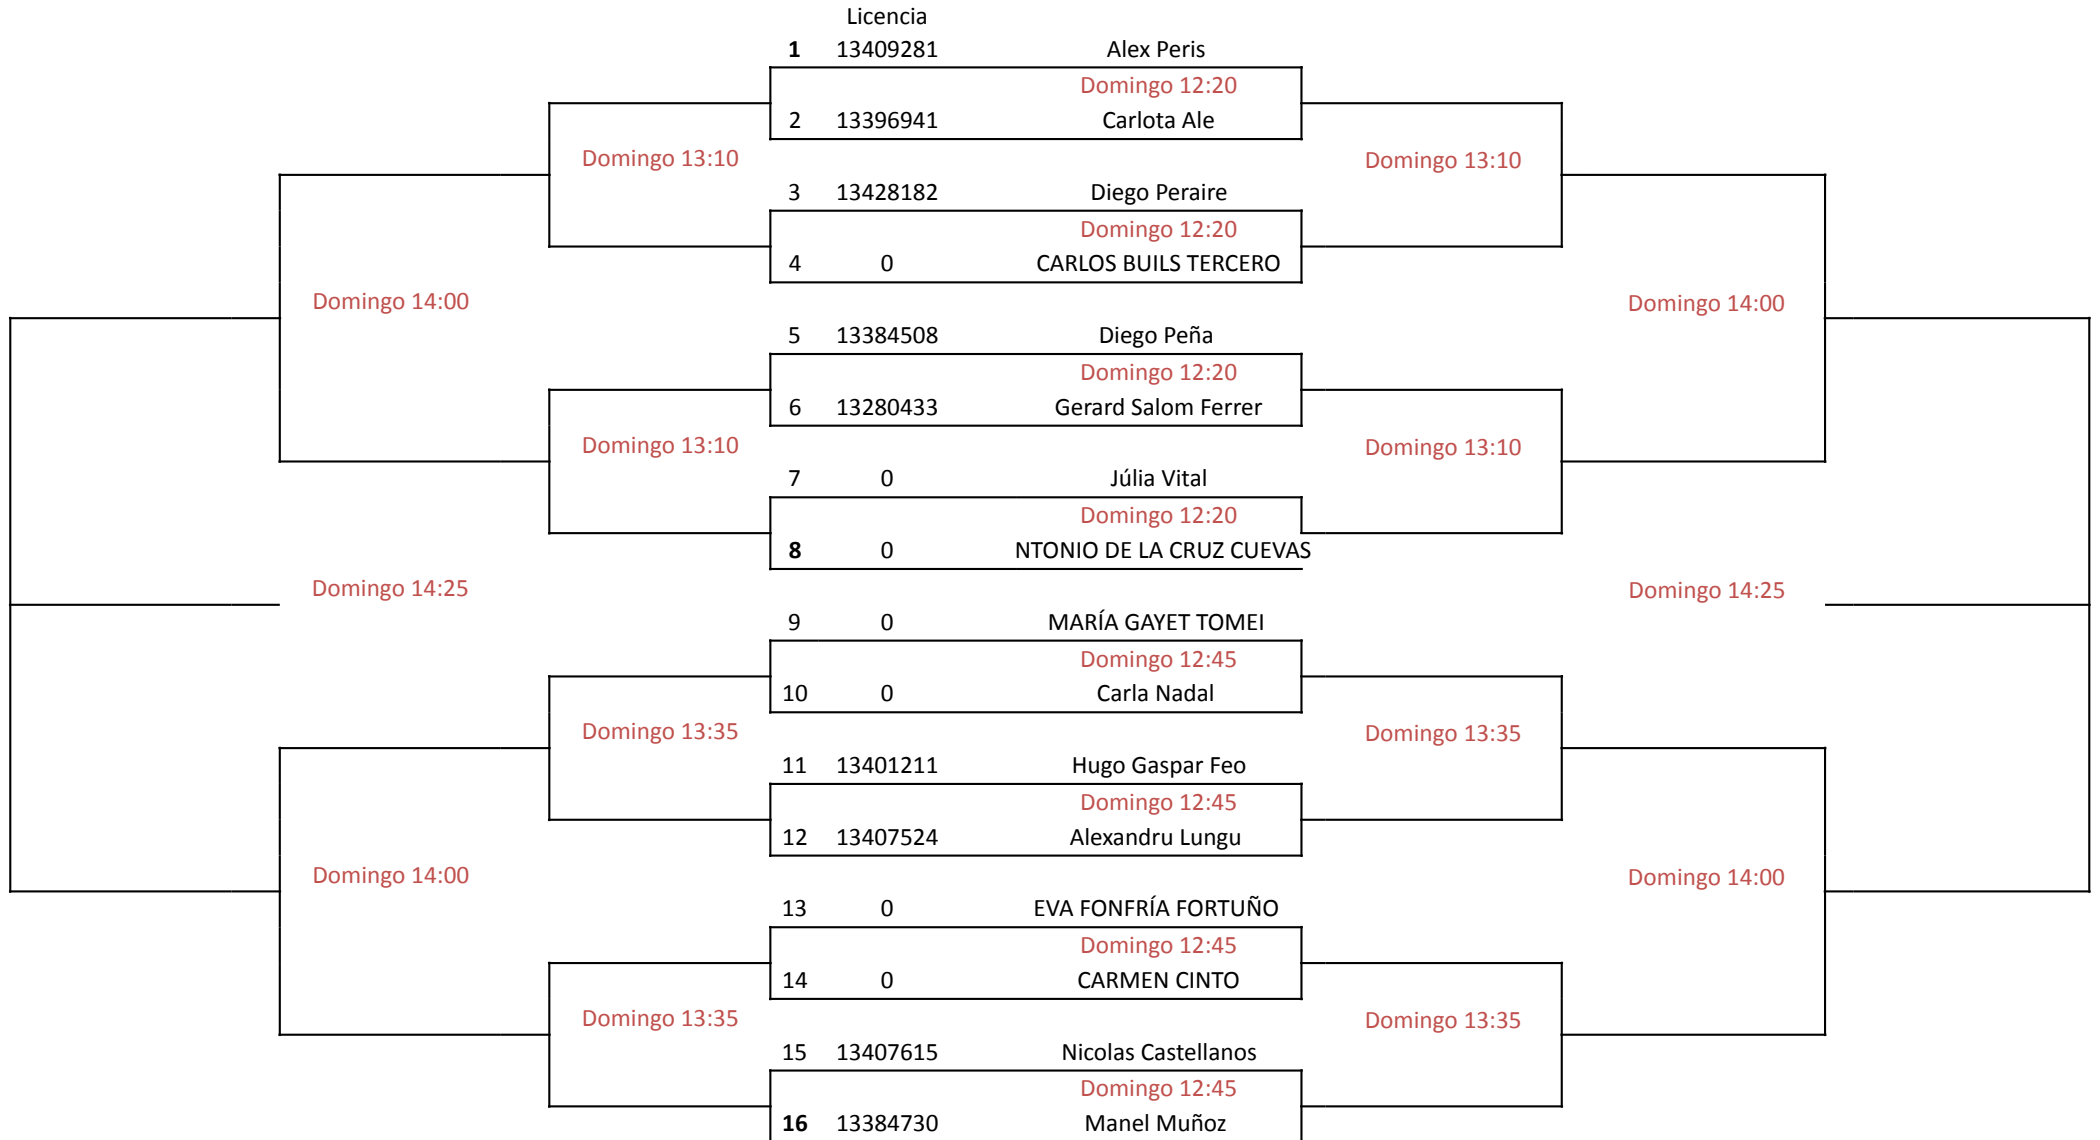 Licencia
1 13409281 Alex Peris
Domingo 12:20
2 13396941 Carlota Ale
Domingo 13:10 Domingo 13:10
3 13428182 Diego Peraire
Domingo 12:20
4 0 CARLOS BUILS TERCERO
Domingo 14:00 Domingo 14:00
5 13384508 Diego Peña
Domingo 12:20
6 13280433 Gerard Salom Ferrer
Domingo 13:10 Domingo 13:10
7 0 Júlia Vital
Domingo 12:20
8 0 NTONIO DE LA CRUZ CUEVAS
Domingo 14:25 Domingo 14:25
9 0 MARÍA GAYET TOMEI
Domingo 12:45
10 0 Carla Nadal
Domingo 13:35 Domingo 13:35
11 13401211 Hugo Gaspar Feo
Domingo 12:45
12 13407524 Alexandru Lungu
Domingo 14:00 Domingo 14:00
13 0 EVA FONFRÍA FORTUÑO
Domingo 12:45
14 0 CARMEN CINTO
Domingo 13:35 Domingo 13:35
15 13407615 Nicolas Castellanos
Domingo 12:45
16 13384730 Manel Muñoz